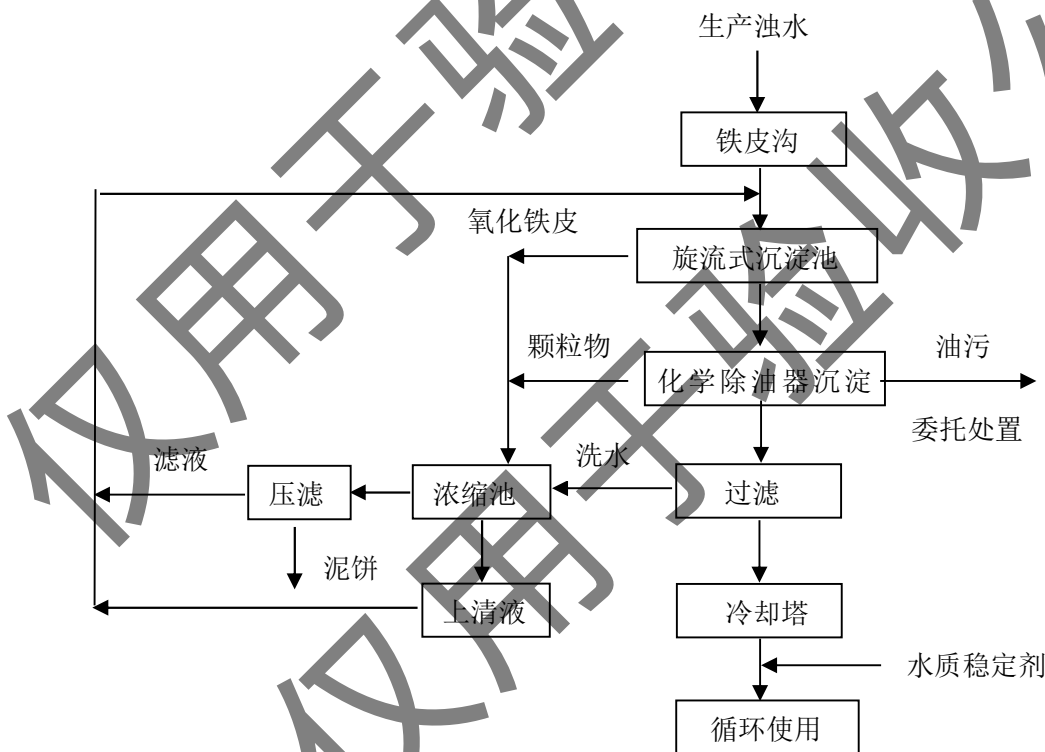 生产浊水
铁皮沟
氧化铁皮
旋流式沉淀池
颗粒物
化学除油器沉淀
油污
委托处置
滤液
压滤
浓缩池
洗水
过滤
泥饼
上清液
冷却塔
水质稳定剂
循环使用
仅用于验收公
仅用于验收